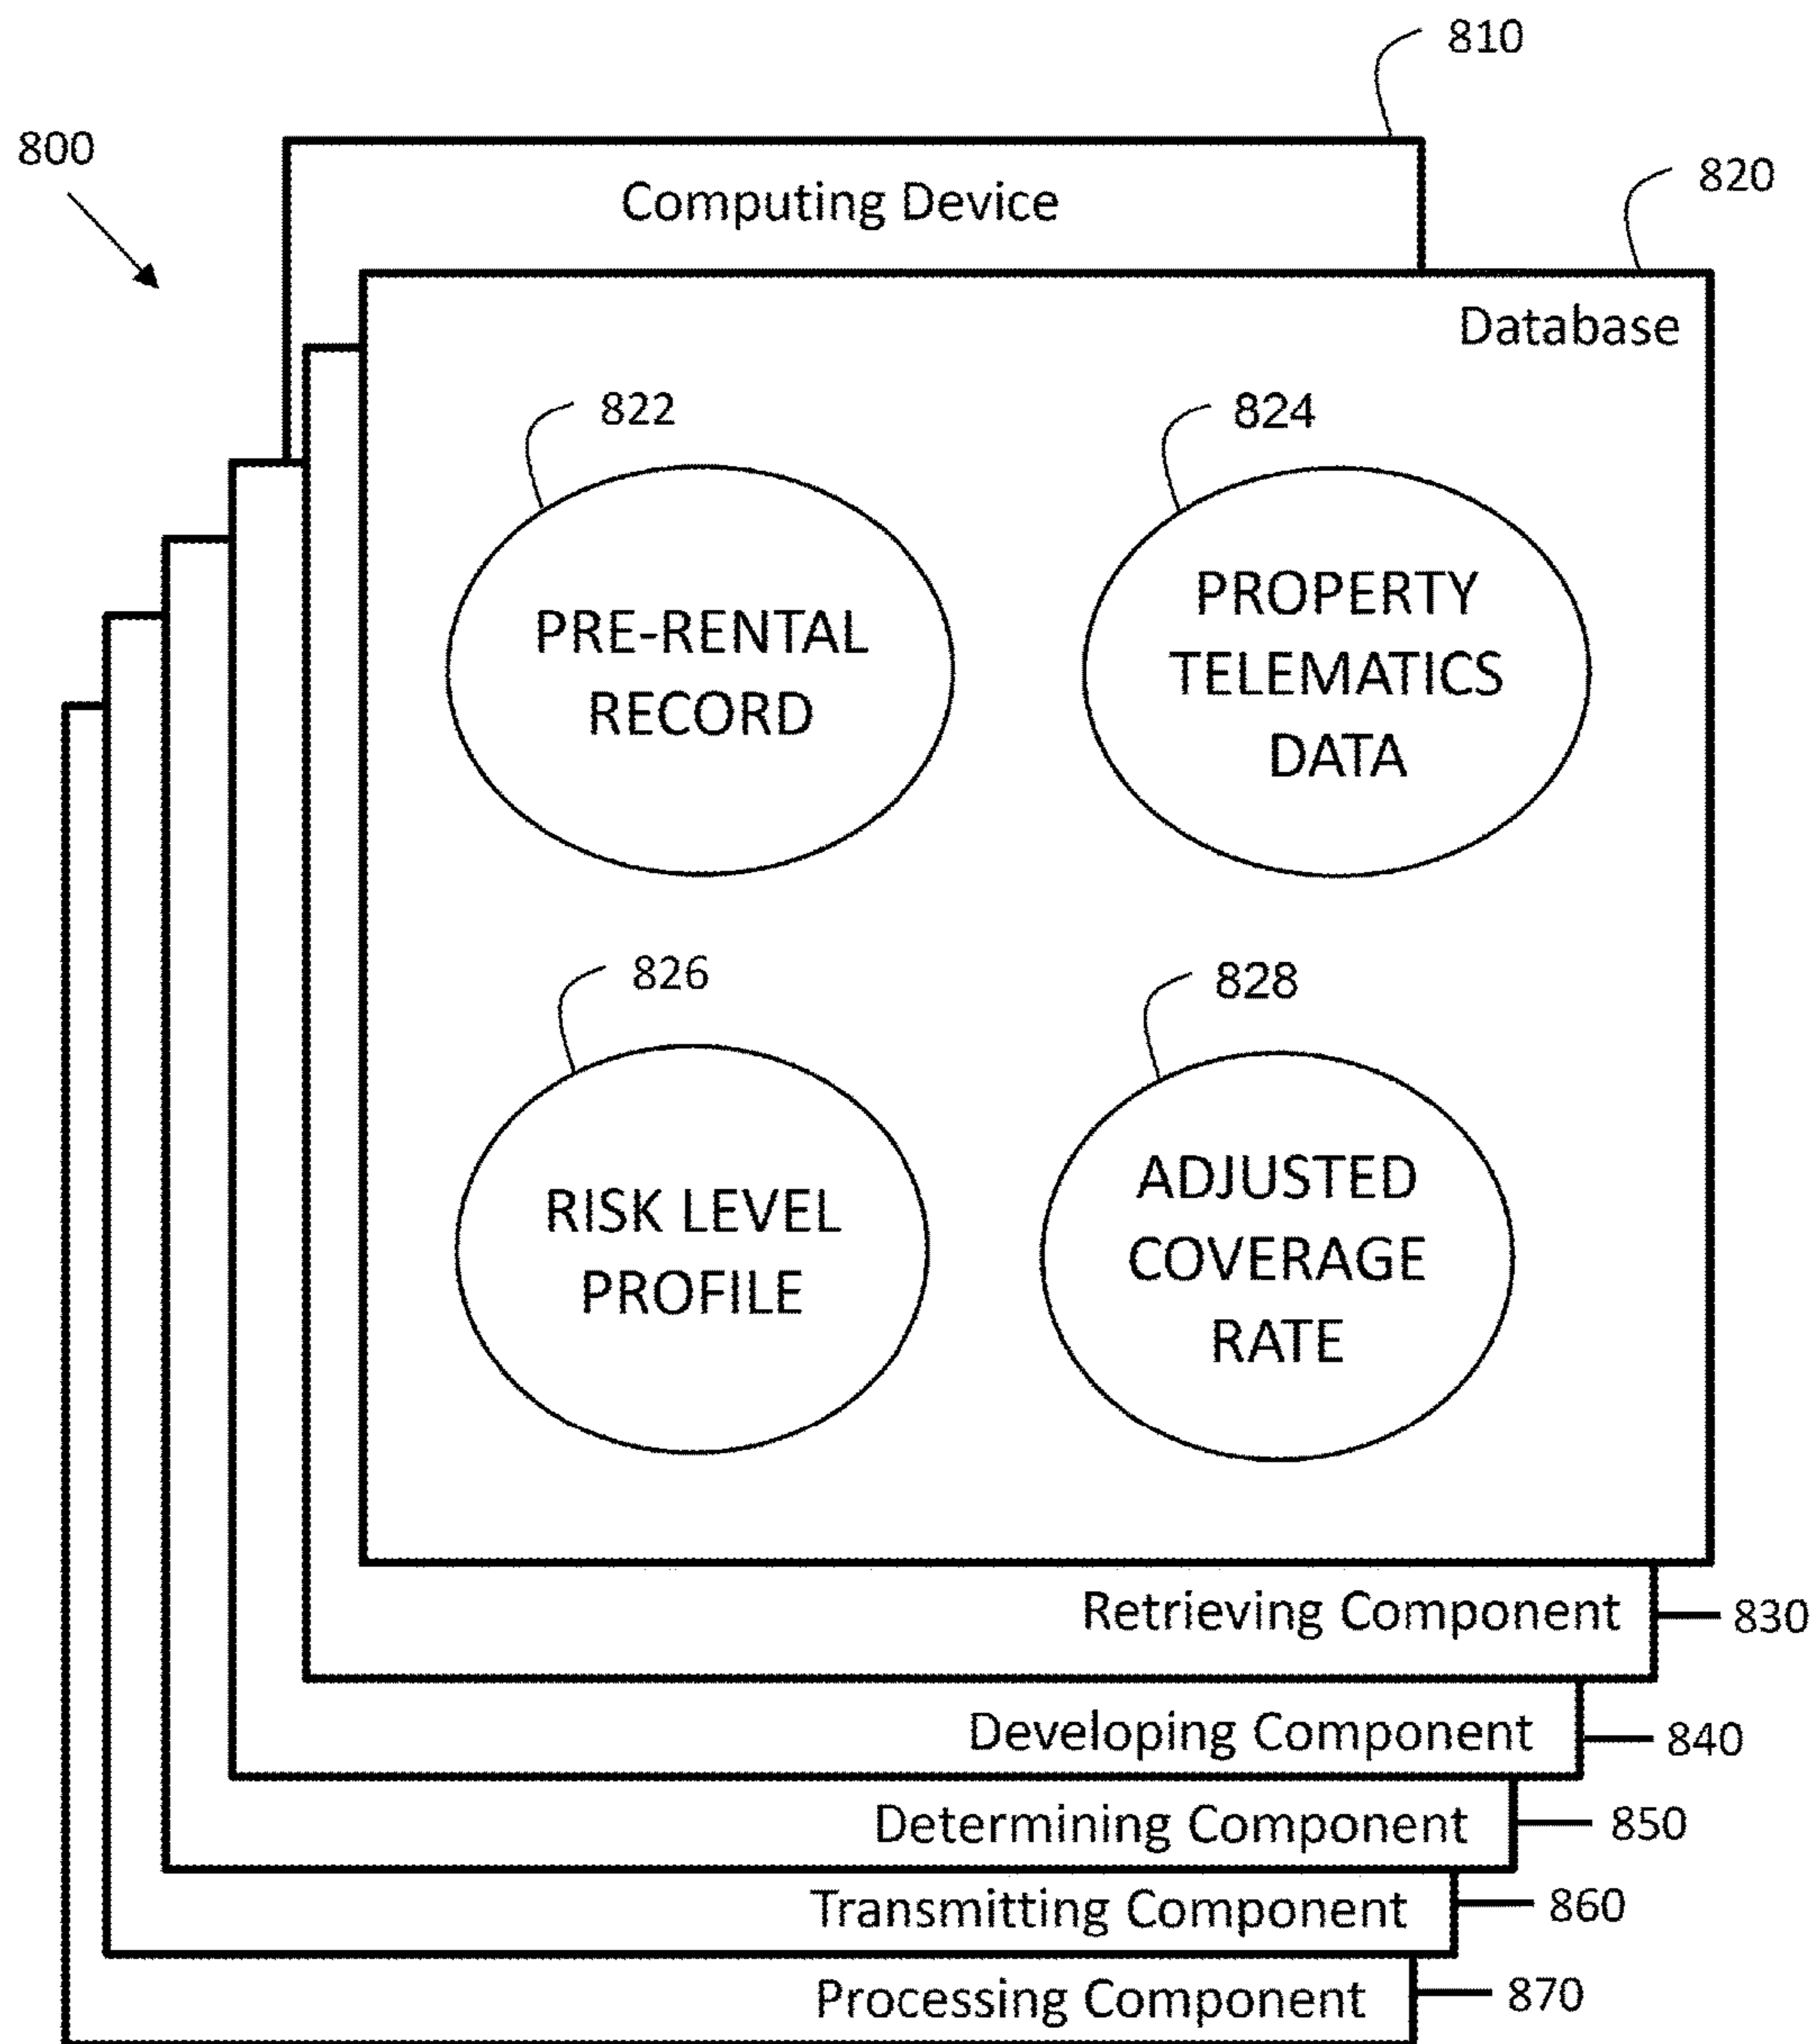 810
800
Computing Device
820
Database
822
824
PRE-RENTAL
RECORD
PROPERTY
TELEMATICS
DATA
826
828
RISK LEVEL
PROFILE
ADJUSTED
COVERAGE
RATE
Retrieving Component
830
Developing Component
840
Determining Component
850
Transmitting Component
860
Processing Component
870